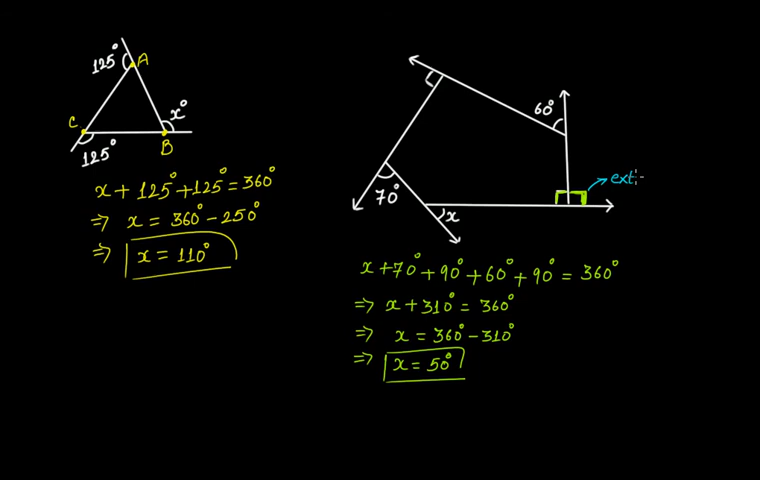 125°
A
C
x°
125°
B
x + 125° + 125° = 360°
⇒ x = 360° - 250°
⇒ x = 110°
60°
70°
x
ext
x + 70° + 90° + 60° + 90° = 360°
⇒ x + 310° = 360°
⇒ x = 360° - 310°
⇒ x = 50°